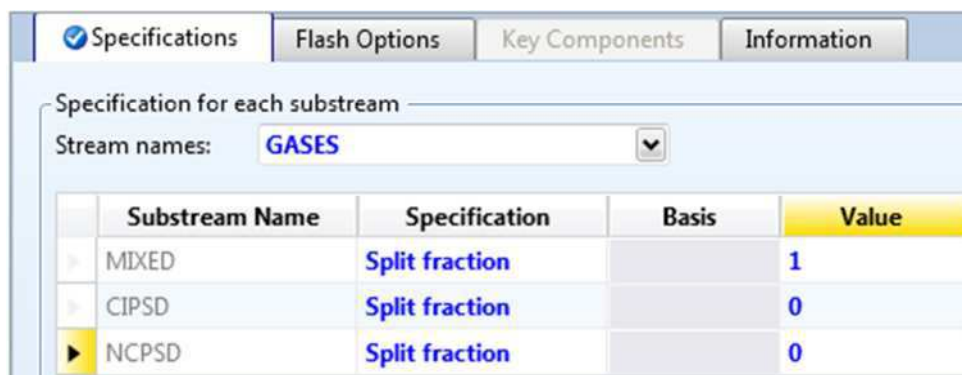 Specifications Flash Options Key Components Information
Specification for each substream
Stream names: GASES
Substream Name Specification Basis Value
MIXED Split fraction 1
CIPSD Split fraction 0
NCPSD Split fraction 0